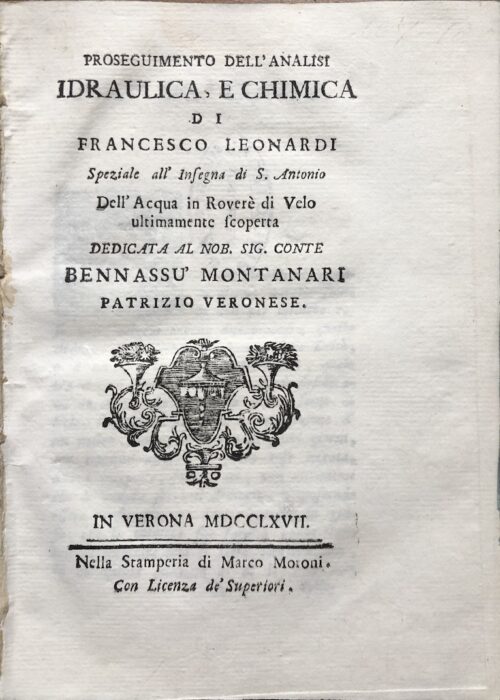 PROSEGUIMENTO DELL'ANALISI
IDRAULICA, E CHIMICA
DI
FRANCESCO LEONARDI
Speziale all' Inſegna di S. Antonio
Dell'Acqua in Roverè di Velo
ultimamente ſcoperta
DEDICATA AL NOB. SIG. CONTE
BENNASSU' MONTANARI
PATRIZIO VERONESE.
IN VERONA MDCCLXVII.
Nella Stamperia di Marco Moroni.
Con Licenza de' Superiori.